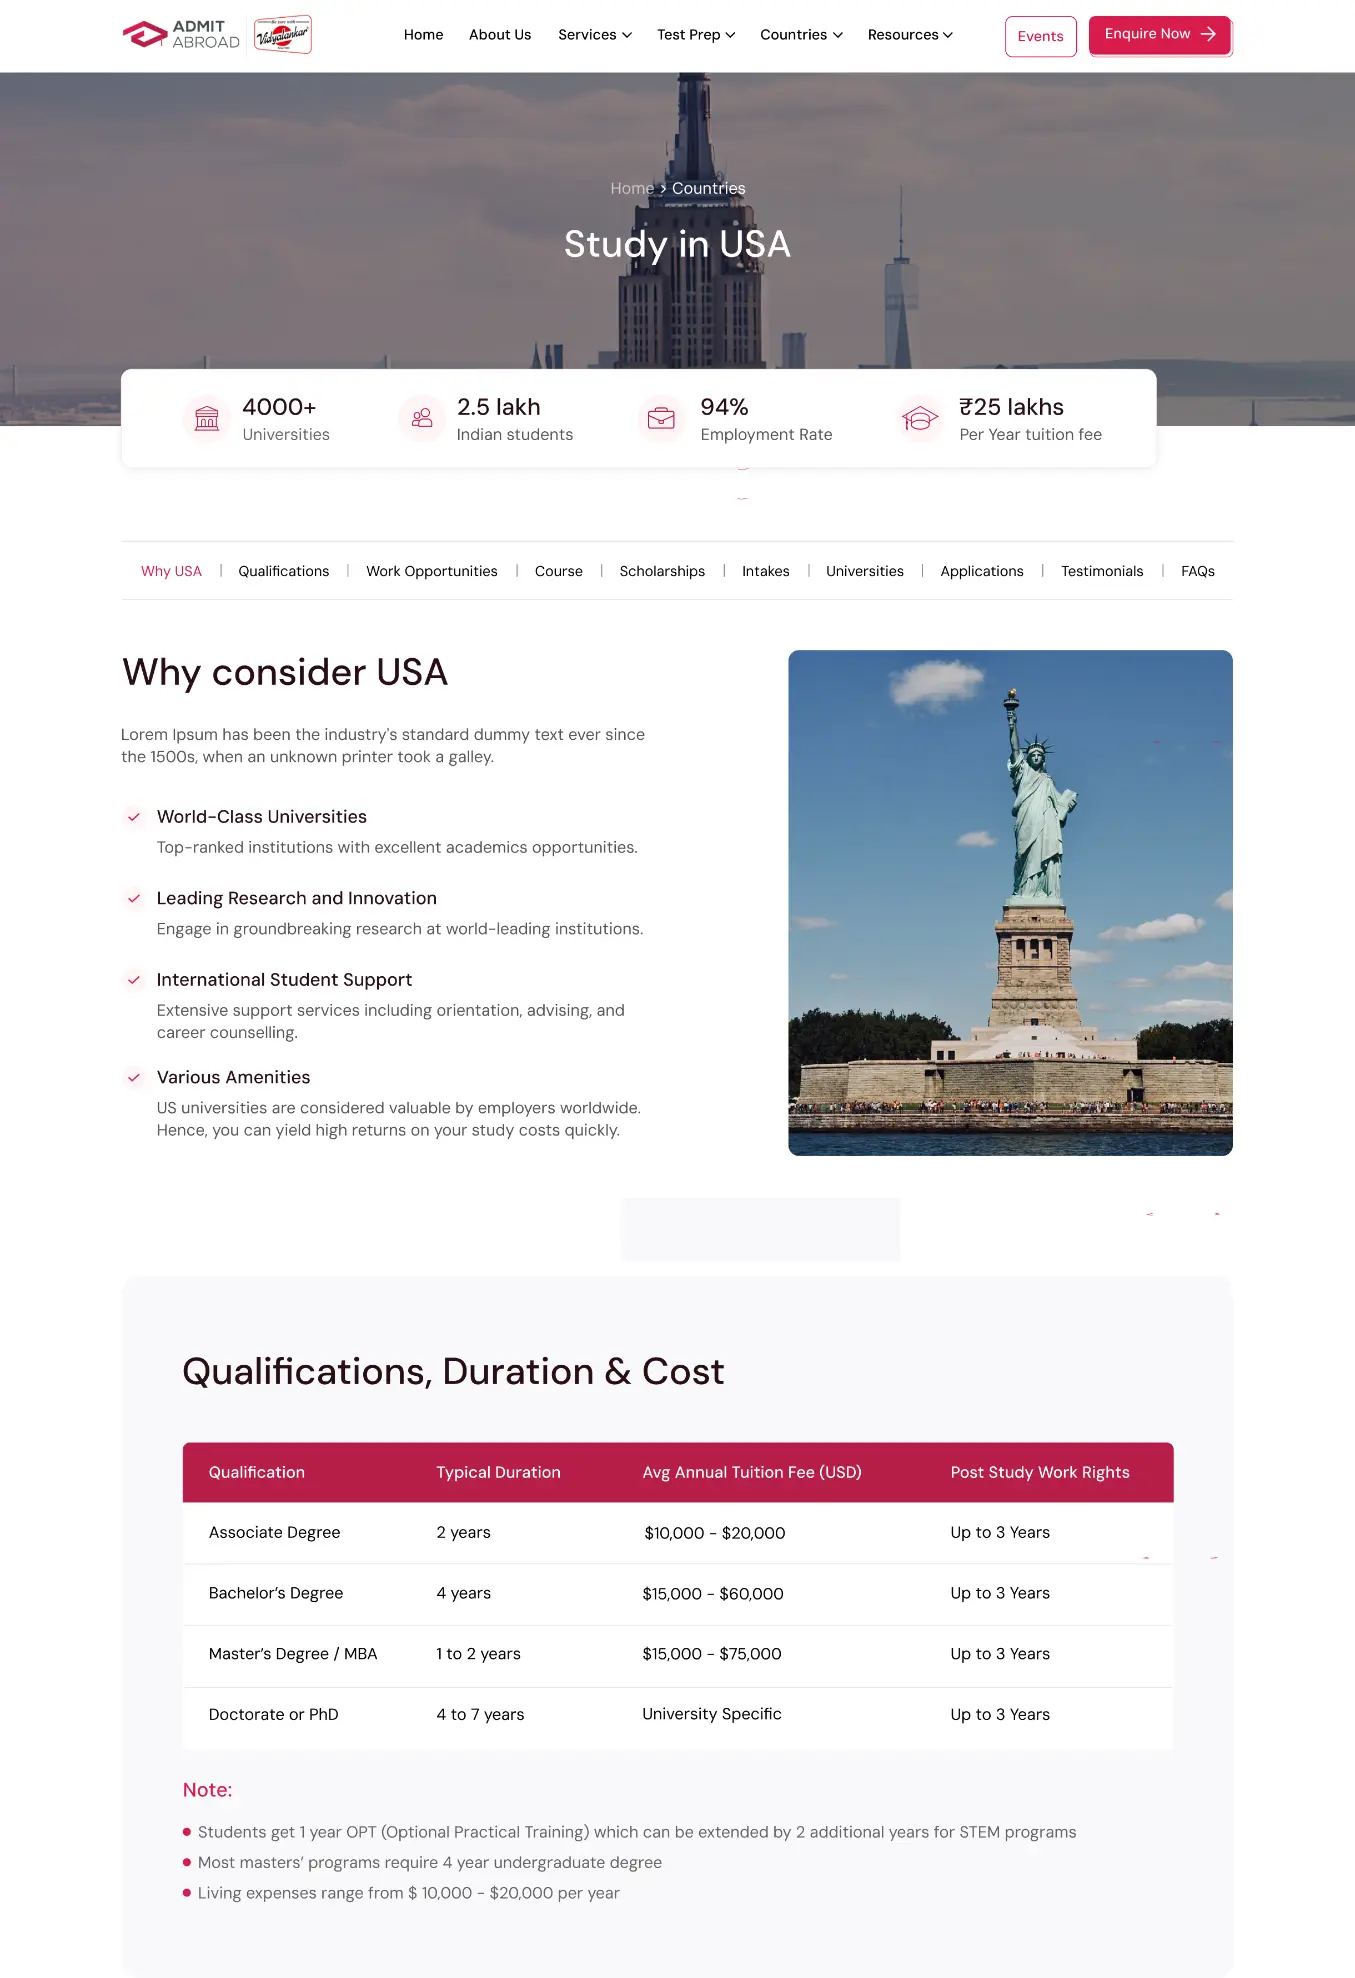 ADMIT
ABROAD
Vidyalankar
Home
About Us
Services
Test Prep
Countries
Resources
Events
Enquire Now
Home > Countries
Study in USA
4000+
Universities
2.5 lakh
Indian students
94%
Employment Rate
₹25 lakhs
Per Year tuition fee
Why USA | Qualifications | Work Opportunities | Course | Scholarships | Intakes | Universities | Applications | Testimonials | FAQs
Why consider USA
Lorem Ipsum has been the industry's standard dummy text ever since
the 1500s, when an unknown printer took a galley.
World-Class Universities
Top-ranked institutions with excellent academics opportunities.
Leading Research and Innovation
Engage in groundbreaking research at world-leading institutions.
International Student Support
Extensive support services including orientation, advising, and
career counselling.
Various Amenities
US universities are considered valuable by employers worldwide.
Hence, you can yield high returns on your study costs quickly.
Qualifications, Duration & Cost
Qualification Typical Duration Avg Annual Tuition Fee (USD) Post Study Work Rights
Associate Degree 2 years $10,000 - $20,000 Up to 3 Years
Bachelor’s Degree 4 years $15,000 - $60,000 Up to 3 Years
Master’s Degree / MBA 1 to 2 years $15,000 - $75,000 Up to 3 Years
Doctorate or PhD 4 to 7 years University Specific Up to 3 Years
Note:
Students get 1 year OPT (Optional Practical Training) which can be extended by 2 additional years for STEM programs
Most masters’ programs require 4 year undergraduate degree
Living expenses range from $ 10,000 - $20,000 per year